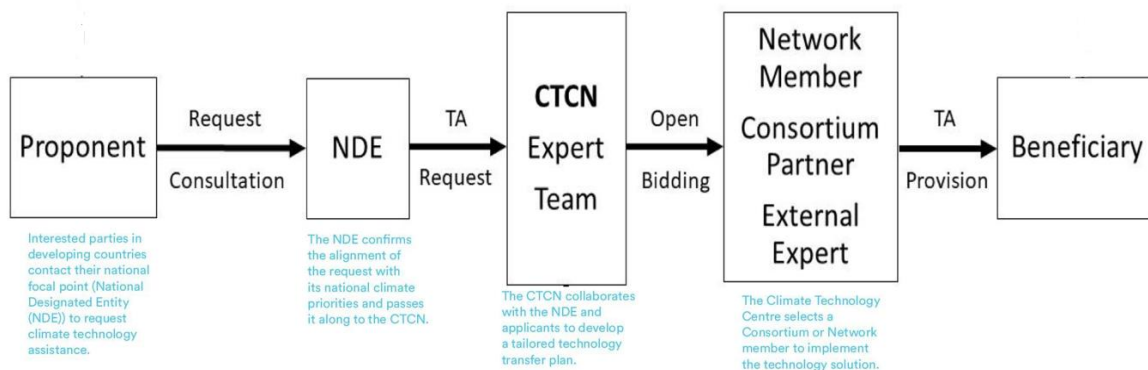 Proponent
Request
Consultation
NDE
TA
Request
CTCN
Expert
Team
Open
Bidding
Network
Member
Consortium
Partner
External
Expert
TA
Provision
Beneficiary
Interested parties in
developing countries
contact their national
focal point (National
Designated Entity
(NDE)) to request
climate technology
assistance.
The NDE confirms
the alignment of
the request with
its national climate
priorities and passes
it along to the CTCN.
The CTCN collaborates
with the NDE and
applicants to develop
a tailored technology
transfer plan.
The Climate Technology
Centre selects a
Consortium or Network
member to implement
the technology solution.